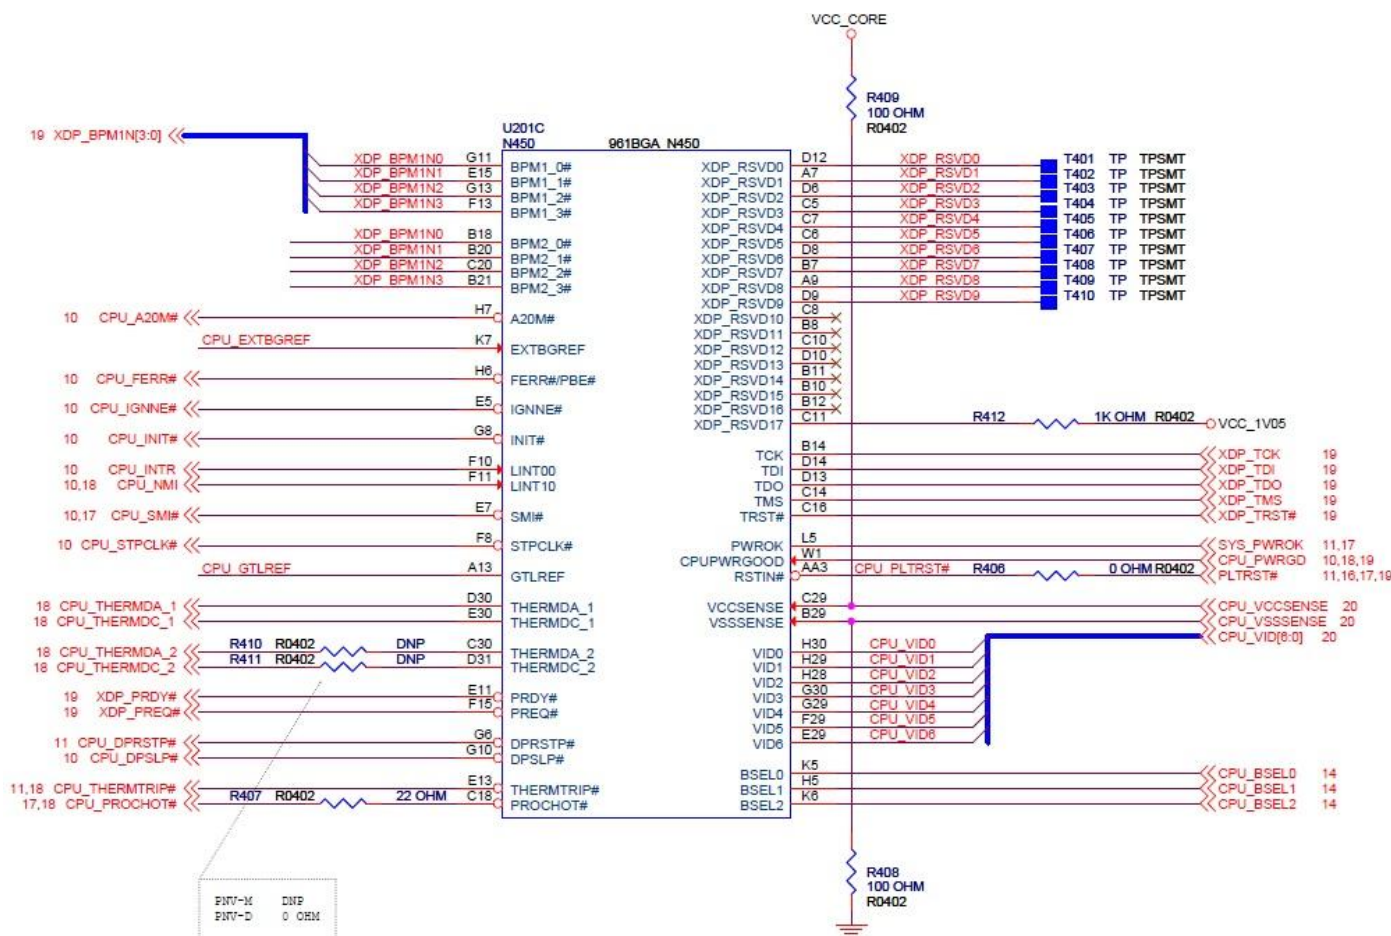 VCC_CORE
R409
100 OHM
R0402
19 XDP_BPM1N[3:0]
U201C
N450 961BGA_N450
XDP_BPM1N0 G11 BPM1_0# XDP_RSVD0 D12 XDP_RSVD0 T401 TP TPSMT
XDP_BPM1N1 E15 BPM1_1# XDP_RSVD1 A7 XDP_RSVD1 T402 TP TPSMT
XDP_BPM1N2 G13 BPM1_2# XDP_RSVD2 D6 XDP_RSVD2 T403 TP TPSMT
XDP_BPM1N3 F13 BPM1_3# XDP_RSVD3 C5 XDP_RSVD3 T404 TP TPSMT
XDP_RSVD4 C7 XDP_RSVD4 T405 TP TPSMT
XDP_BPM1N0 B18 BPM2_0# XDP_RSVD5 C6 XDP_RSVD5 T406 TP TPSMT
XDP_BPM1N1 B20 BPM2_1# XDP_RSVD6 D8 XDP_RSVD6 T407 TP TPSMT
XDP_BPM1N2 C20 BPM2_2# XDP_RSVD7 B7 XDP_RSVD7 T408 TP TPSMT
XDP_BPM1N3 B21 BPM2_3# XDP_RSVD8 A9 XDP_RSVD8 T409 TP TPSMT
XDP_RSVD9 D9 XDP_RSVD9 T410 TP TPSMT
10 CPU_A20M# H7 A20M# XDP_RSVD10 C8
XDP_RSVD11 B8
CPU_EXTBGREF K7 EXTBGREF XDP_RSVD12 C10
XDP_RSVD13 D10
10 CPU_FERR# H6 FERR#/PBE# XDP_RSVD14 B11
XDP_RSVD15 B10
10 CPU_IGNNE# E5 IGNNE# XDP_RSVD16 B12
XDP_RSVD17 C11 R412 1K OHM R0402 VCC_1V05
10 CPU_INIT# G8 INIT#
TCK B14 XDP_TCK 19
10 CPU_INTR F10 LINT00 TDI D14 XDP_TDI 19
10,18 CPU_NMI F11 LINT10 TDO D13 XDP_TDO 19
TMS C14 XDP_TMS 19
10,17 CPU_SMI# E7 SMI# TRST# C16 XDP_TRST# 19
10 CPU_STPCLK# F8 STPCLK# PWROK L5 SYS_PWROK 11,17
CPUPWRGOOD W1 CPU_PWRGD 10,18,19
CPU_GTLREF A13 GTLREF RSTIN# AA3 CPU_PLTRST# R406 0 OHM R0402 PLTRST# 11,16,17,19
18 CPU_THERMDA_1 D30 THERMDA_1 VCCSENSE C29 CPU_VCCSENSE 20
18 CPU_THERMDC_1 E30 THERMDC_1 VSSSENSE B29 CPU_VSSSENSE 20
CPU_VID[6:0] 20
18 CPU_THERMDA_2 R410 R0402 DNP C30 THERMDA_2 VID0 H30 CPU_VID0
18 CPU_THERMDC_2 R411 R0402 DNP D31 THERMDC_2 VID1 H29 CPU_VID1
VID2 H28 CPU_VID2
19 XDP_PRDY# E11 PRDY# VID3 G30 CPU_VID3
19 XDP_PREQ# F15 PREQ# VID4 G29 CPU_VID4
VID5 F29 CPU_VID5
11 CPU_DPRSTP# G6 DPRSTP# VID6 E29 CPU_VID6
10 CPU_DPSLP# G10 DPSLP#
BSEL0 K5 CPU_BSEL0 14
11,18 CPU_THERMTRIP# E13 THERMTRIP# BSEL1 H5 CPU_BSEL1 14
17,18 CPU_PROCHOT# R407 R0402 22 OHM C18 PROCHOT# BSEL2 K6 CPU_BSEL2 14
R408
100 OHM
R0402
PNV-M DNP
PNV-D 0 OHM